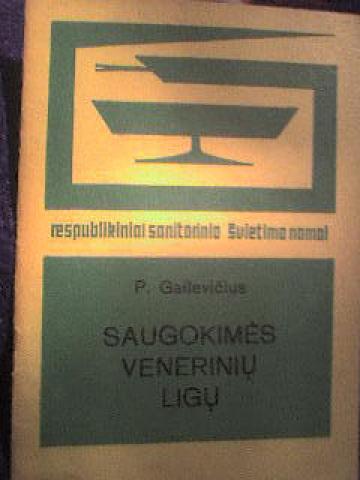 respublikiniai sanitarinio švietimo namai
P. Gailevičius
SAUGOKIMĖS
VENERINIŲ
LIGŲ